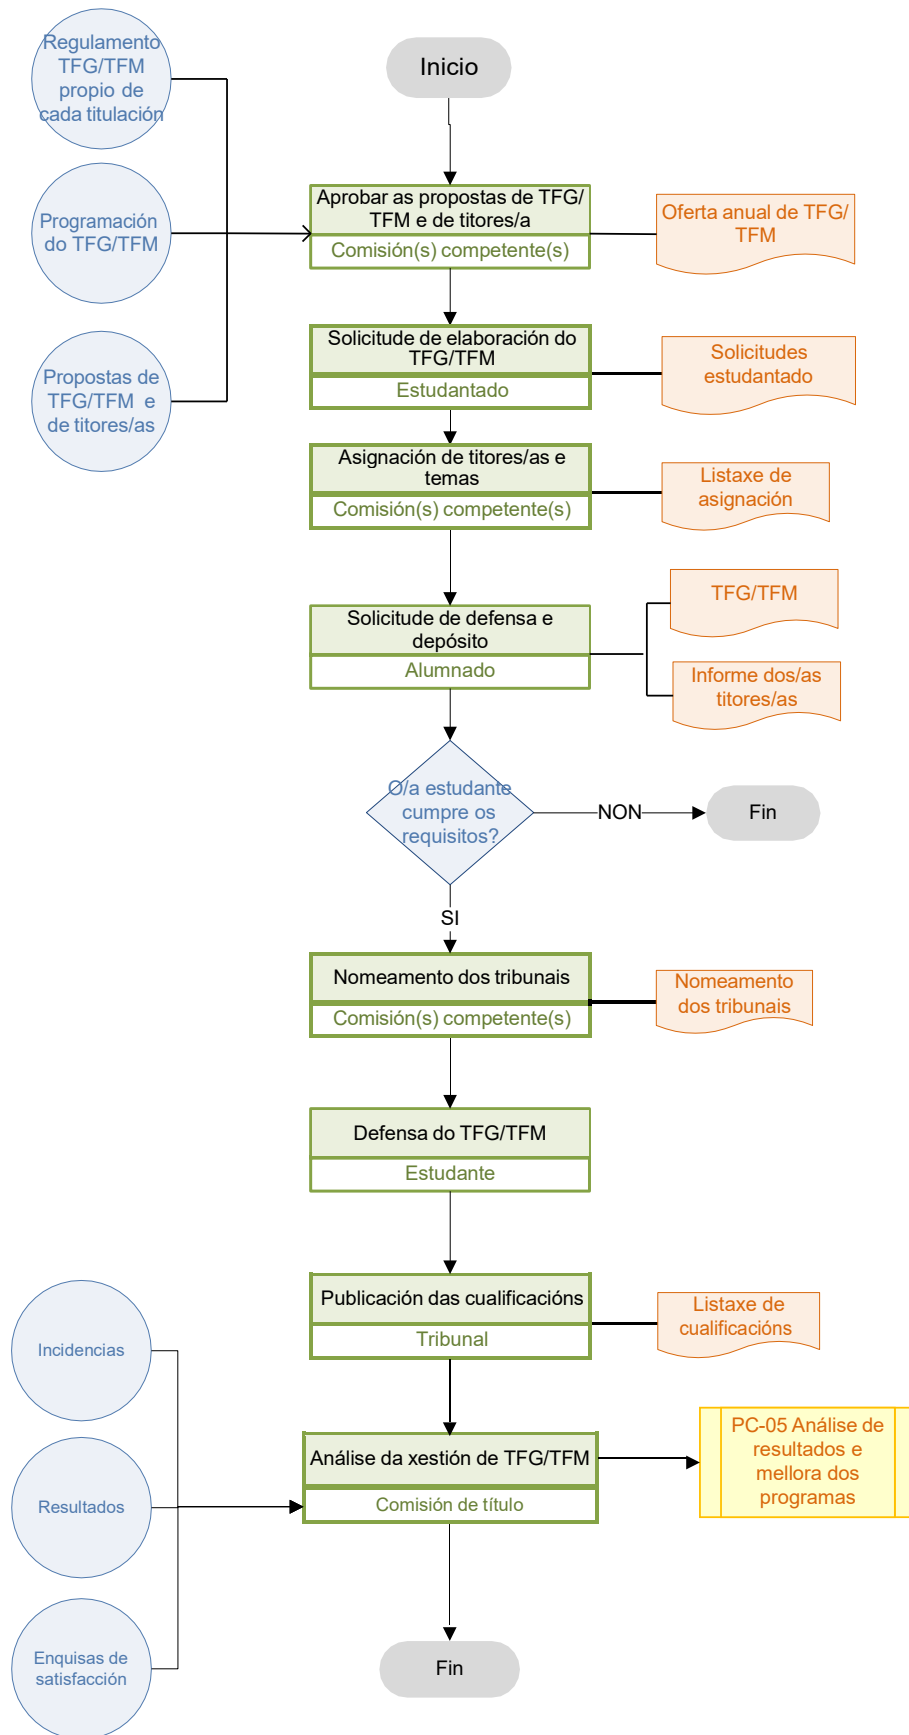 Regulamento
TFG/TFM
propio de
cada titulación
Inicio
Aprobar as propostas de TFG/
TFM e de titores/a
Comisión(s) competente(s)
Oferta anual de TFG/
TFM
Programación
do TFG/TFM
Propostas de
TFG/TFM e
de titores/as
Solicitude de elaboración do
TFG/TFM
Estudantado
Solicitudes
estudantado
Asignación de titores/as e
temas
Comisión(s) competente(s)
Listaxe de
asignación
Solicitude de defensa e
depósito
Alumnado
TFG/TFM
Informe dos/as
titores/as
O/a estudante
cumpre os
requisitos?
NON
Fin
SI
Nomeamento dos tribunais
Comisión(s) competente(s)
Nomeamento
dos tribunais
Defensa do TFG/TFM
Estudante
Publicación das cualificacións
Tribunal
Listaxe de
cualificacións
Incidencias
Resultados
Enquisas de
satisfacción
Análise da xestión de TFG/TFM
Comisión de título
PC-05 Análise de
resultados e
mellora dos
programas
Fin